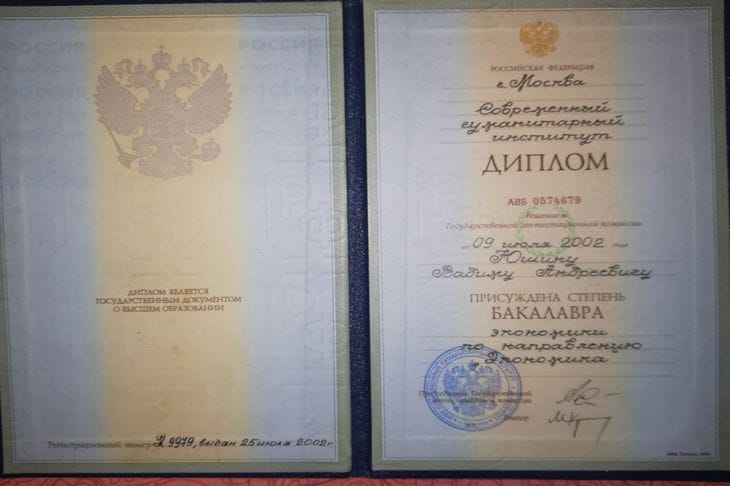 РОССИЯ
РОССИЯ
ДИПЛОМ ЯВЛЯЕТСЯ
ГОСУДАРСТВЕННЫМ ДОКУМЕНТОМ
О ВЫСШЕМ ОБРАЗОВАНИИ
Регистрационный номер У 9979, выдан 25 июля 2002 г.
РОССИЙСКАЯ ФЕДЕРАЦИЯ
г. Москва
Современный
гуманитарный
институт
ДИПЛОМ
АВБ 0574679
Решением
Государственной аттестационной комиссии
от 09 июля 2002 года
Юшину
Вадиму Андреевичу
ПРИСУЖДЕНА СТЕПЕНЬ
БАКАЛАВРА
экономики
по направлению
Экономика
Председатель Государственной
аттестационной комиссии
Ректор